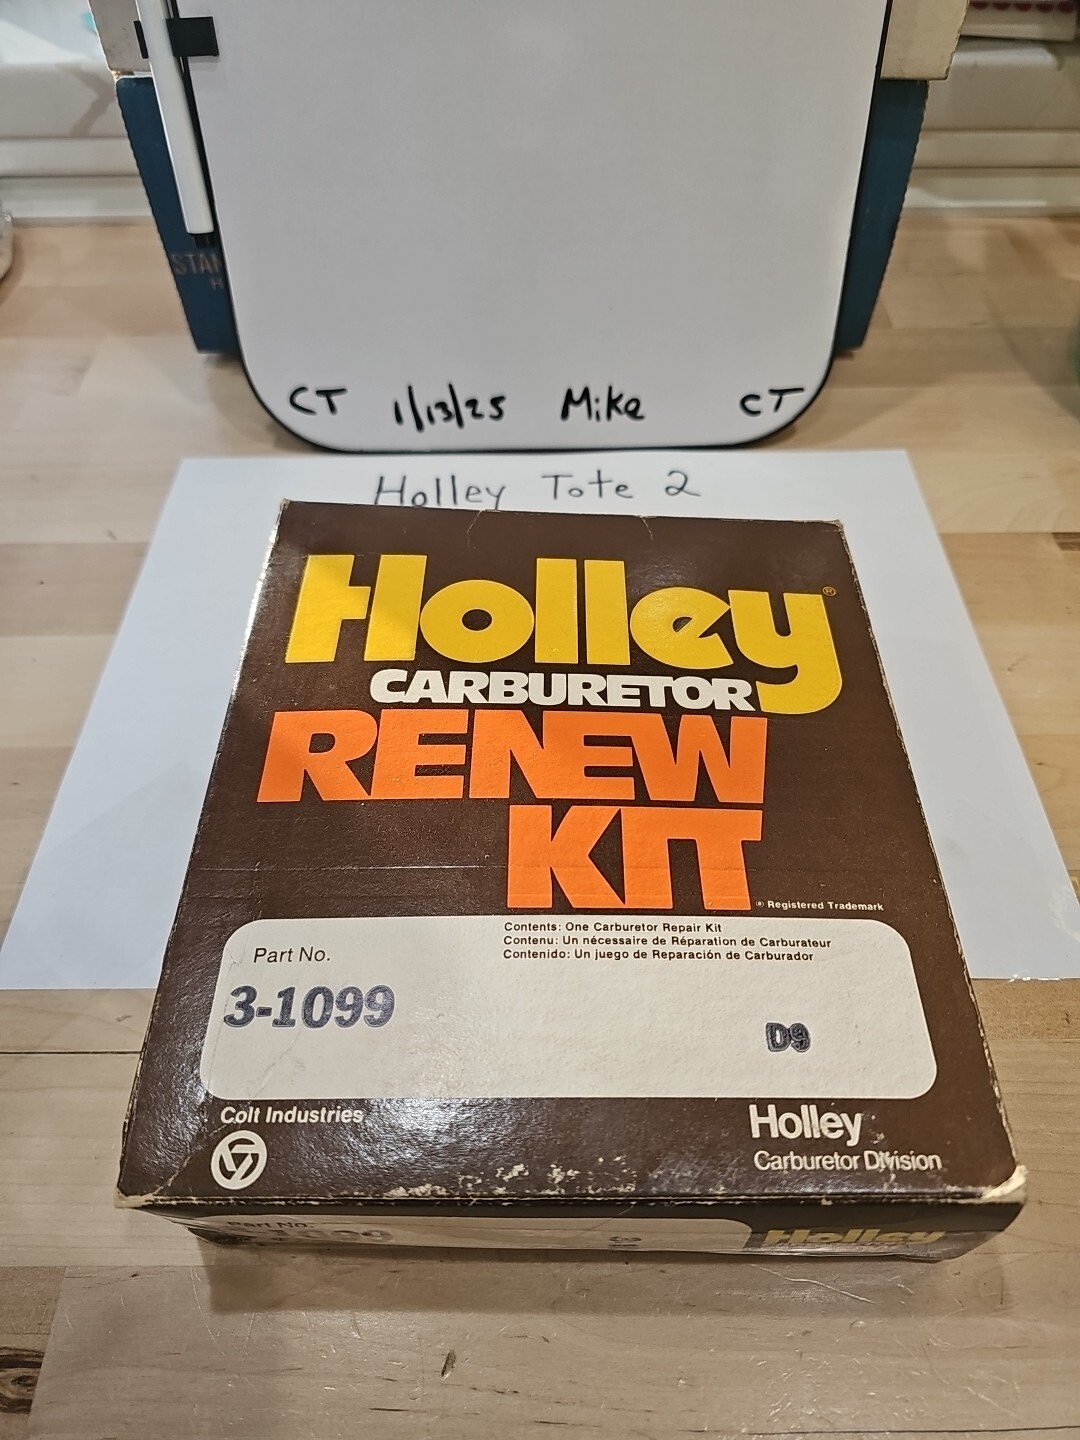 CT 1/13/25 Mike CT
Holley Tote 2
Holley®
CARBURETOR
RENEW
KIT
® Registered Trademark
Contents: One Carburetor Repair Kit
Contenu: Un nécessaire de Réparation de Carburateur
Contenido: Un juego de Reparación de Carburador
Part No.
3-1099
D9
Colt Industries
Holley
Carburetor Division
Part No.
Holley